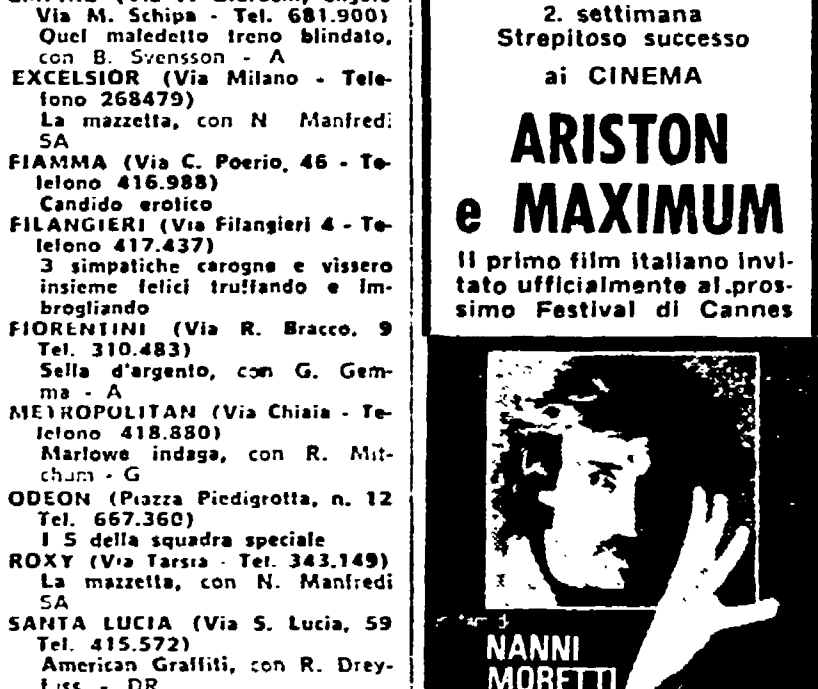 Via M. Schipa - Tel. 681.900)
Quel maledetto treno blindato,
con B. Svensson - A
EXCELSIOR (Via Milano - Tele-
fono 268479)
La mazzetta, con N Manfredi
SA
FIAMMA (Via C. Poerio, 46 - Te-
lefono 416.988)
Candido erotico
FILANGIERI (Via Filangieri 4 - Te-
lefono 417.437)
3 simpatiche carogne e vissero
insieme felici truffando e im-
brogliando
FIORENTINI (Via R. Bracco, 9
Tel. 310.483)
Sella d'argento, con G. Gem-
ma - A
METROPOLITAN (Via Chiaia - Te-
lefono 418.880)
Marlowe indaga, con R. Mit-
chum - G
ODEON (Piazza Piedigrotta, n. 12
Tel. 667.360)
I 5 della squadra speciale
ROXY (Via Tarsia - Tel. 343.149)
La mazzetta, con N. Manfredi
SA
SANTA LUCIA (Via S. Lucia, 59
Tel. 415.572)
American Graffiti, con R. Drey-
fuss - DR
2. settimana
Strepitoso successo
ai CINEMA
ARISTON
e MAXIMUM
Il primo film italiano invi-
tato ufficialmente al pros-
simo Festival di Cannes
NANNI
MORETTI